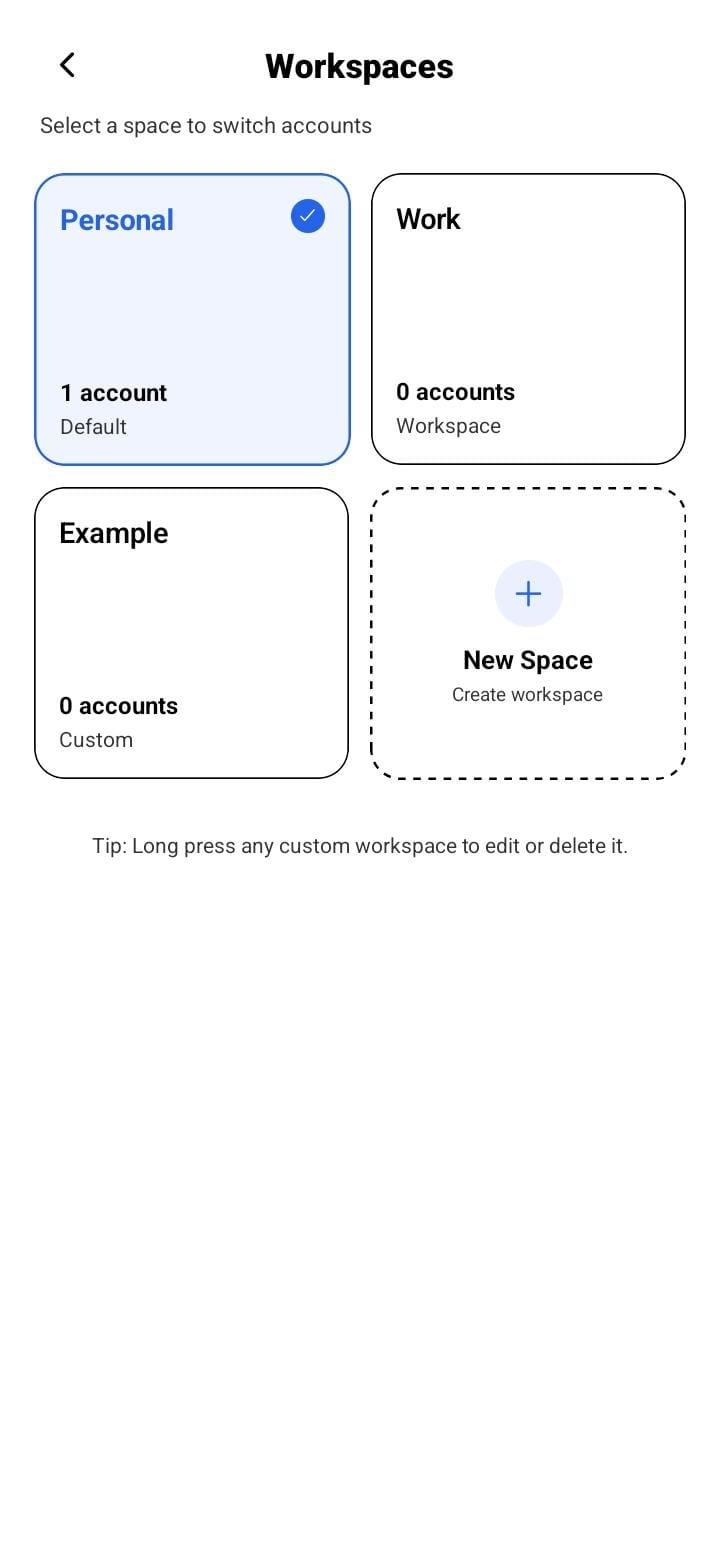 Workspaces
Select a space to switch accounts
Personal
1 account
Default
Work
0 accounts
Workspace
Example
0 accounts
Custom
New Space
Create workspace
Tip: Long press any custom workspace to edit or delete it.